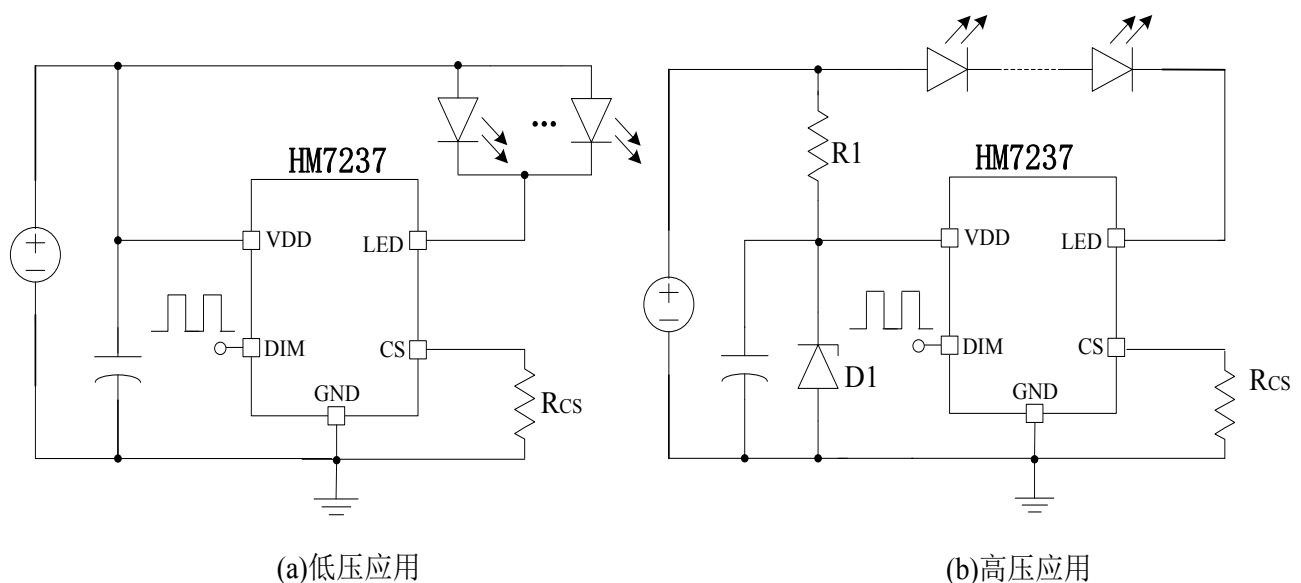 HM7237
VDD
LED
DIM
CS
GND
RCS
(a)低压应用
R1
HM7237
VDD
LED
DIM
CS
D1
GND
RCS
(b)高压应用